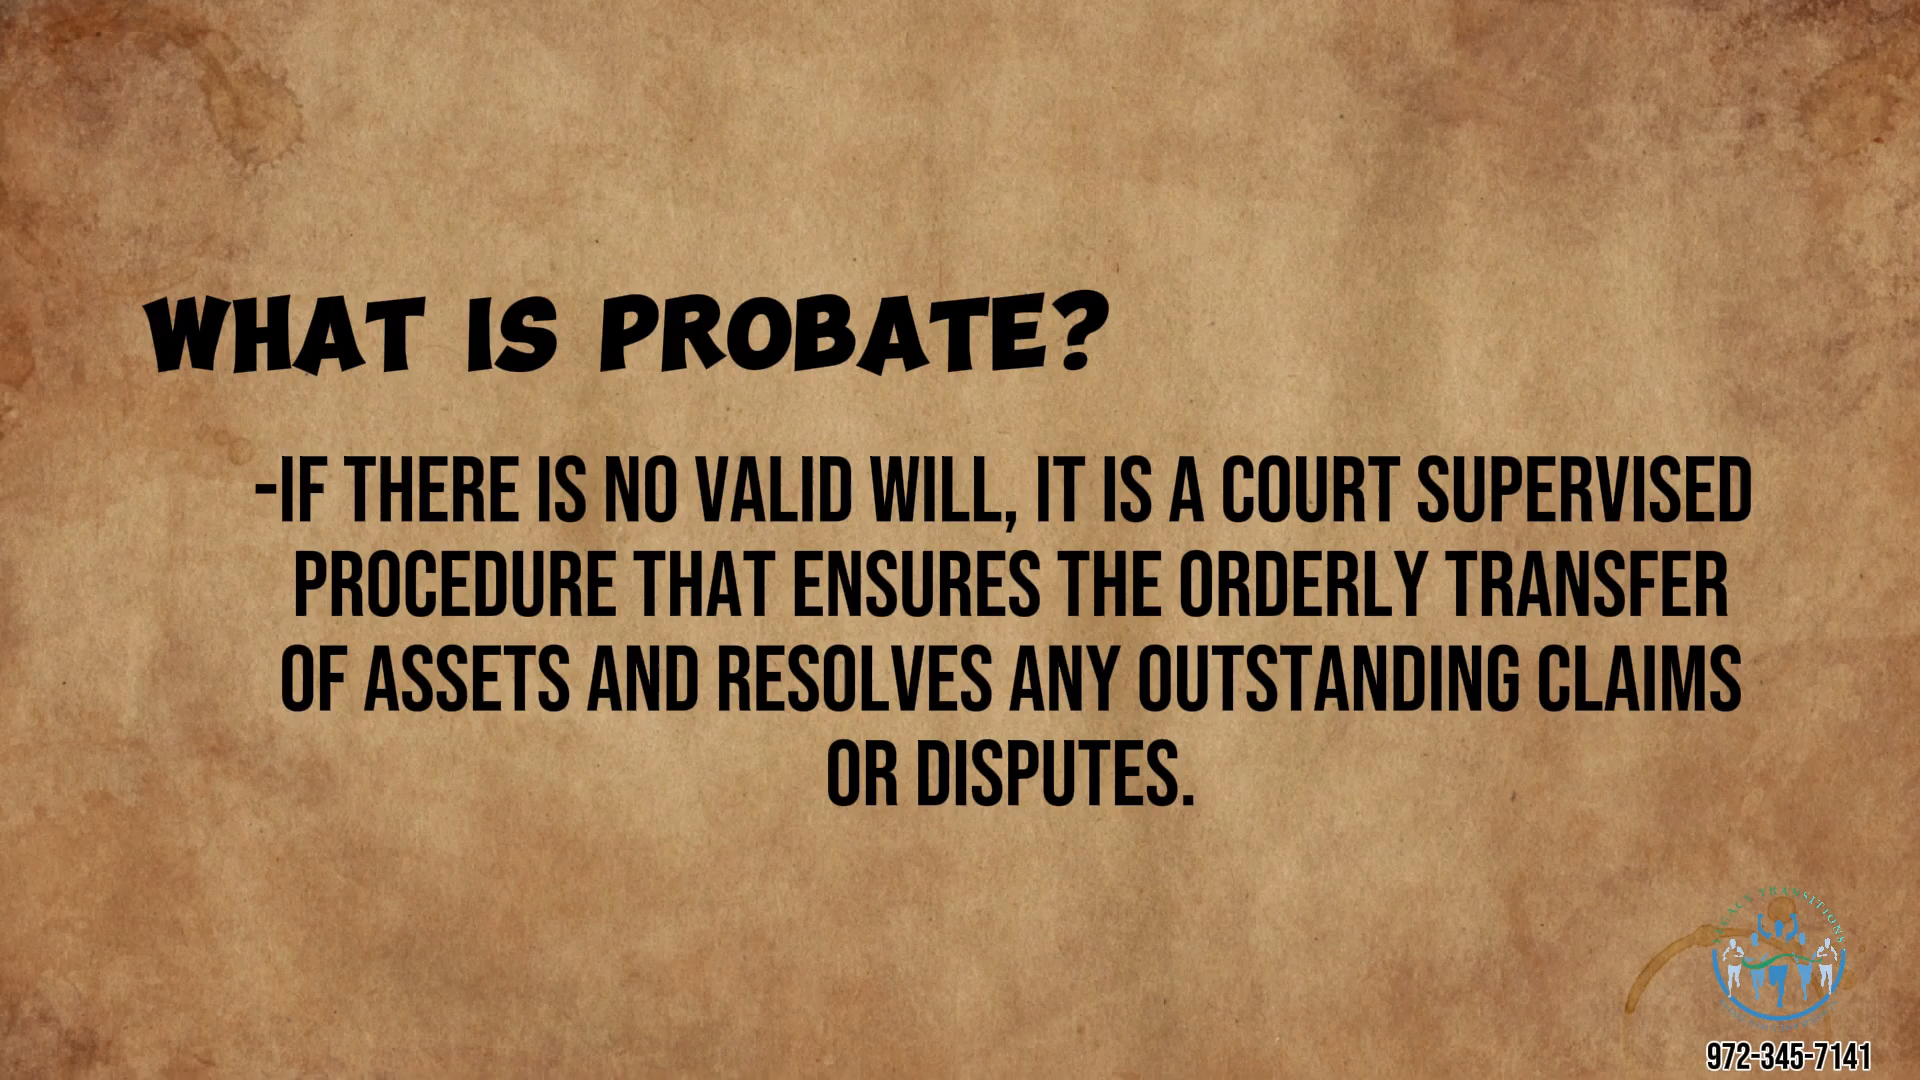 WHAT IS PROBATE?
-IF THERE IS NO VALID WILL, IT IS A COURT SUPERVISED
PROCEDURE THAT ENSURES THE ORDERLY TRANSFER
OF ASSETS AND RESOLVES ANY OUTSTANDING CLAIMS
OR DISPUTES.
TRANSITIONS
972-345-7141